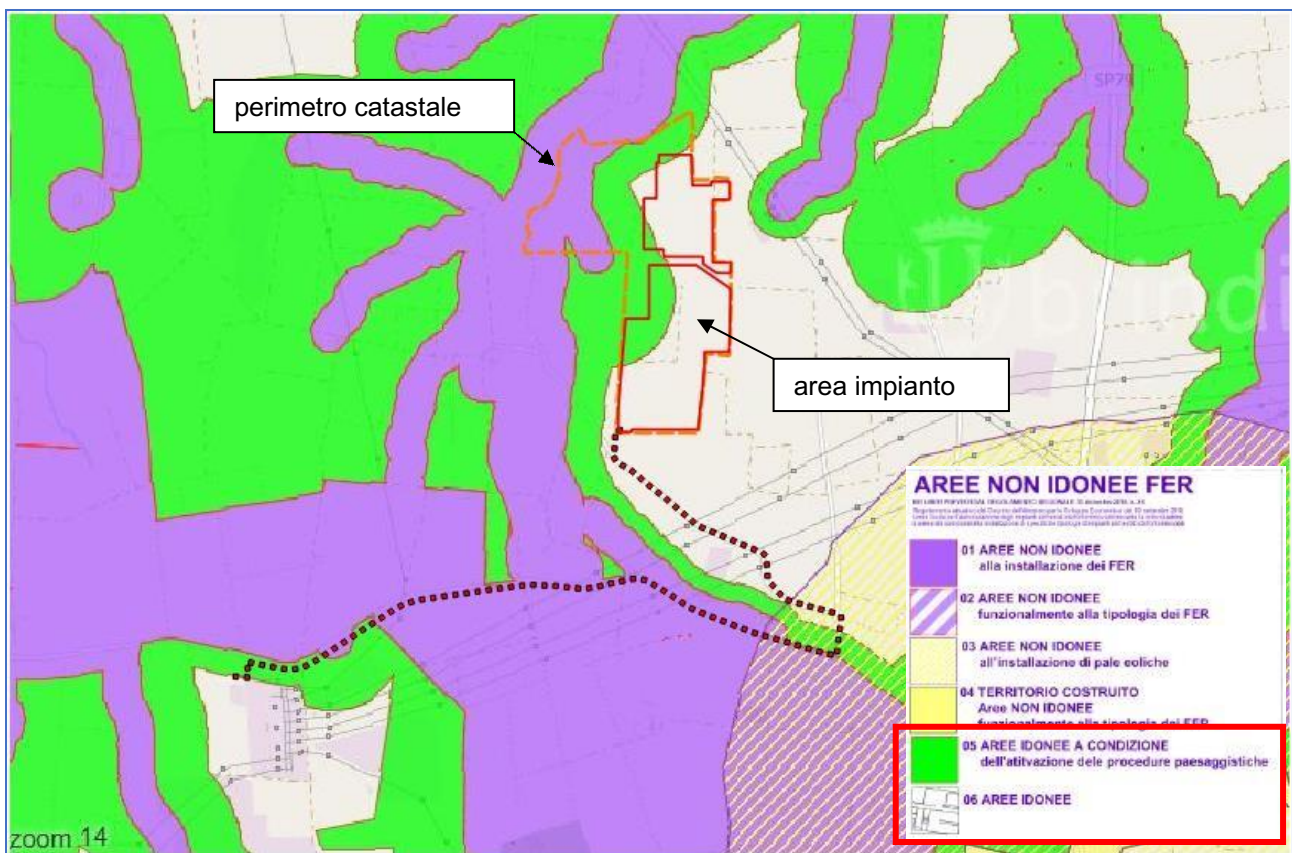 perimetro catastale
SP79
brindi
area impianto
AREE NON IDONEE FER
01 AREE NON IDONEE
alla installazione dei FER
02 AREE NON IDONEE
funzionalmente alla tipologia dei FER
03 AREE NON IDONEE
all'installazione di pale eoliche
04 TERRITORIO COSTRUITO
Aree NON IDONEE
funzionalmente alla tipologia dei FER
05 AREE IDONEE A CONDIZIONE
dell'atitvazione dele procedure paesaggistiche
06 AREE IDONEE
zoom 14